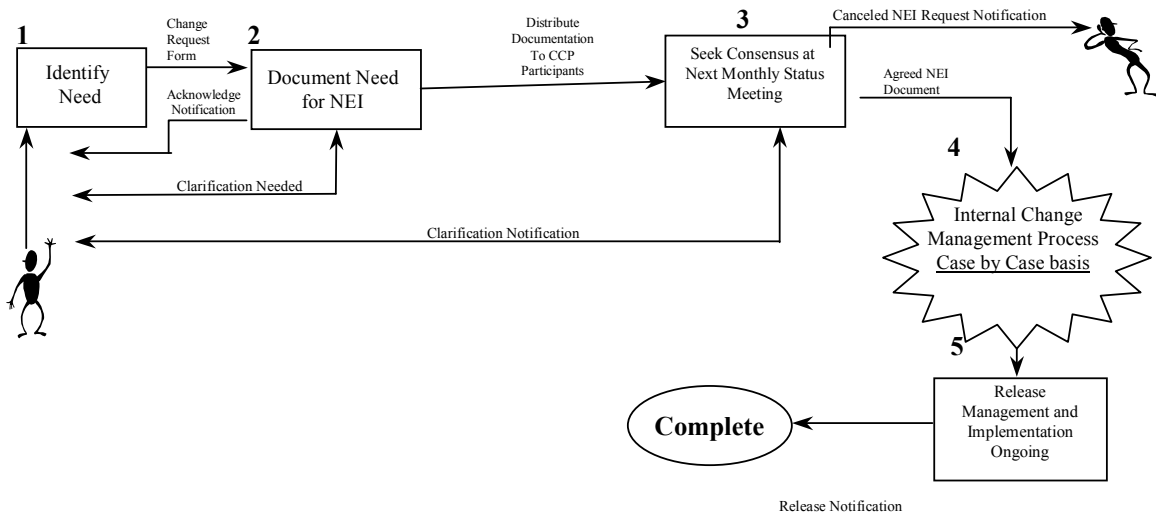 1
Identify
Need
Change
Request
Form
Acknowledge
Notification
2
Document Need
for NEI
Distribute
Documentation
To CCP
Participants
3
Seek Consensus at
Next Monthly Status
Meeting
Canceled NEI Request Notification
Agreed NEI
Document
Clarification Needed
Clarification Notification
4
Internal Change
Management Process
Case by Case basis
5
Release
Management and
Implementation
Ongoing
Complete
Release Notification